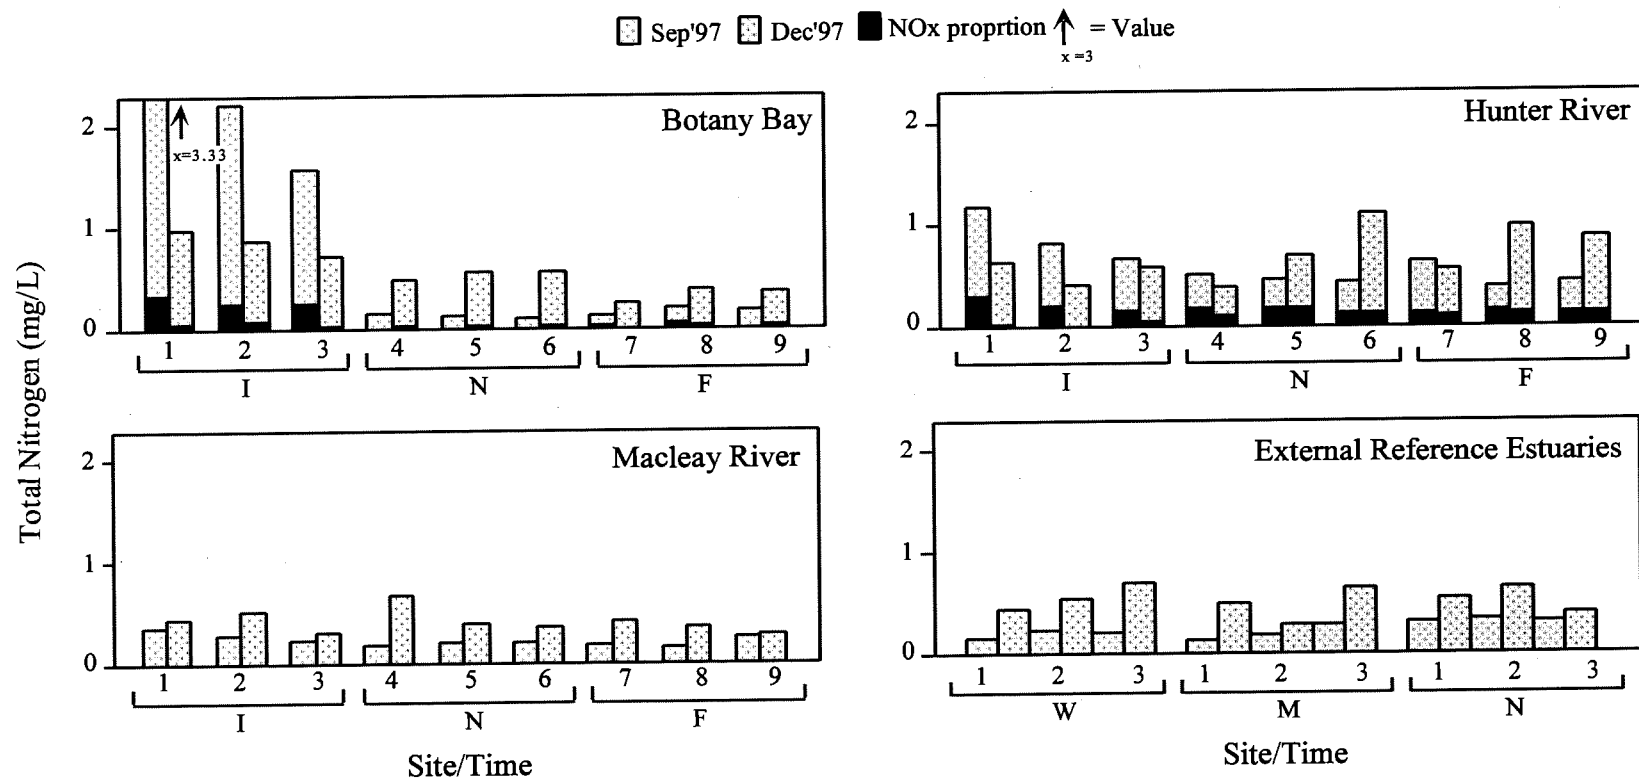 Sep'97 Dec'97 NOx proprtion = Value
x =3
Total Nitrogen (mg/L)
Botany Bay
2
1
0
x=3.33
1 2 3 4 5 6 7 8 9
I N F
Hunter River
2
1
0
1 2 3 4 5 6 7 8 9
I N F
Macleay River
2
1
0
1 2 3 4 5 6 7 8 9
I N F
Site/Time
External Reference Estuaries
2
1
0
1 2 3 1 2 3 1 2 3
W M N
Site/Time